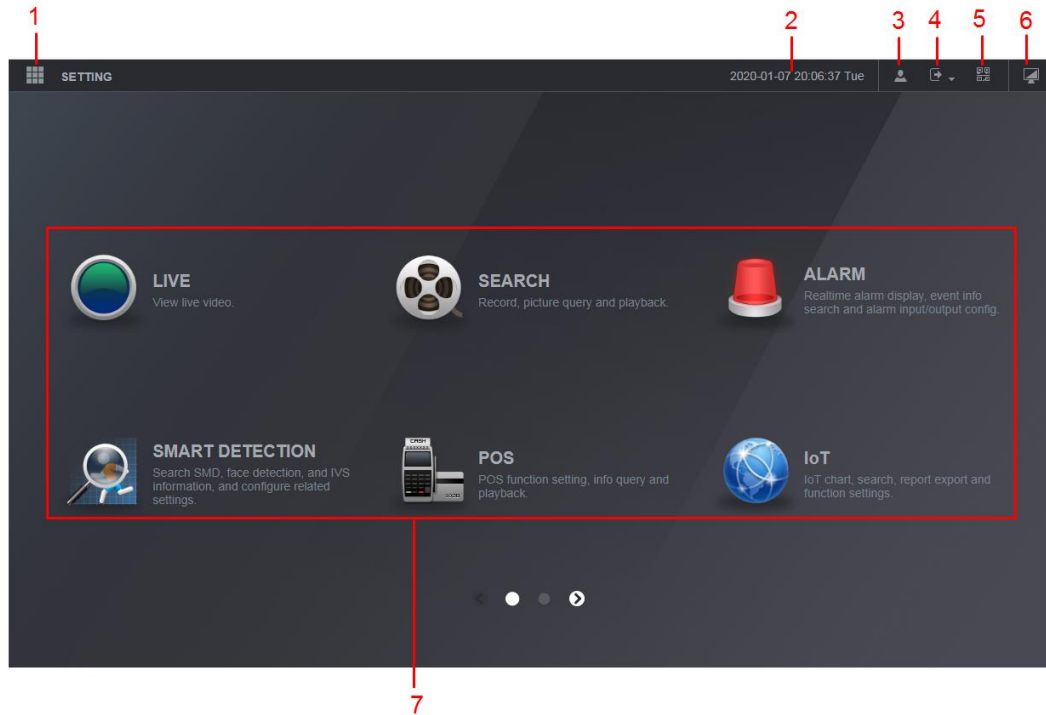 1
2
3
4
5
6
SETTING
2020-01-07 20:06:37 Tue
LIVE
View live video.
SEARCH
Record, picture query and playback.
ALARM
Realtime alarm display, event info
search and alarm input/output config.
SMART DETECTION
Search SMD, face detection, and IVS
information, and configure related
settings.
CASH
POS
POS function setting, info query and
playback.
IoT
IoT chart, search, report export and
function settings.
7